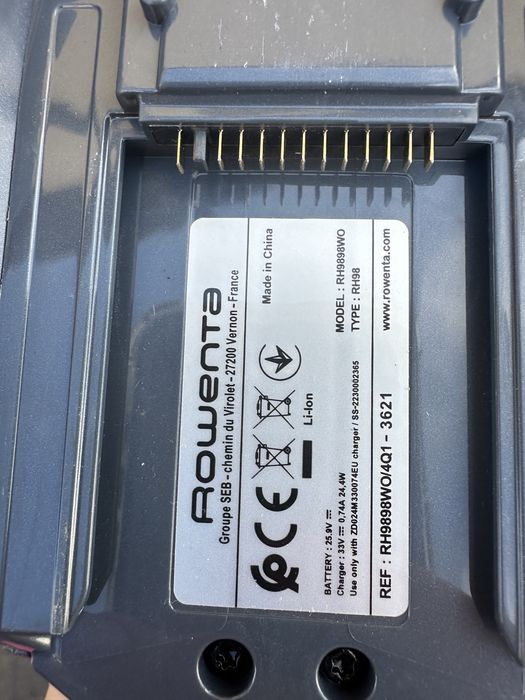 ROWENTA
Groupe SEB - chemin du Virolet - 27200 Vernon - France
CE
Made in China
Li-Ion
BATTERY : 25.9V
Charger : 33V 0,74A 24,4W
Use only with ZD024M330074EU charger / SS-2230002365
MODEL : RH9898WO
TYPE : RH98
REF : RH9898WO/4Q1 - 3621
www.rowenta.com